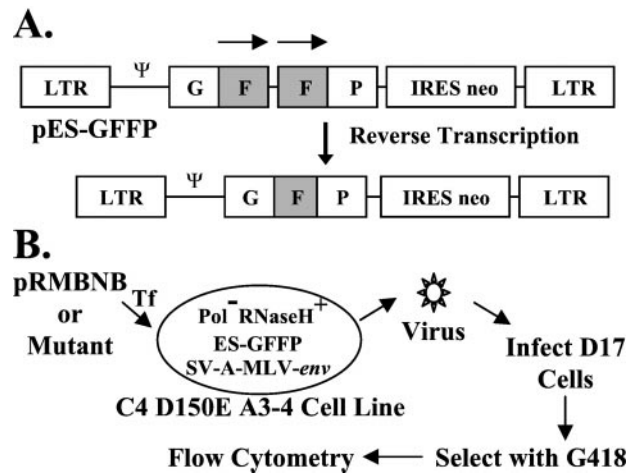 A.
LTR Ψ G F F P IRES neo LTR
pES-GFFP
Reverse Transcription
LTR Ψ G F P IRES neo LTR
B.
pRMBNB
or
Mutant
Tf
Pol⁻ RNaseH⁺
ES-GFFP
SV-A-MLV-env
C4 D150E A3-4 Cell Line
Virus
Infect D17
Cells
Select with G418
Flow Cytometry